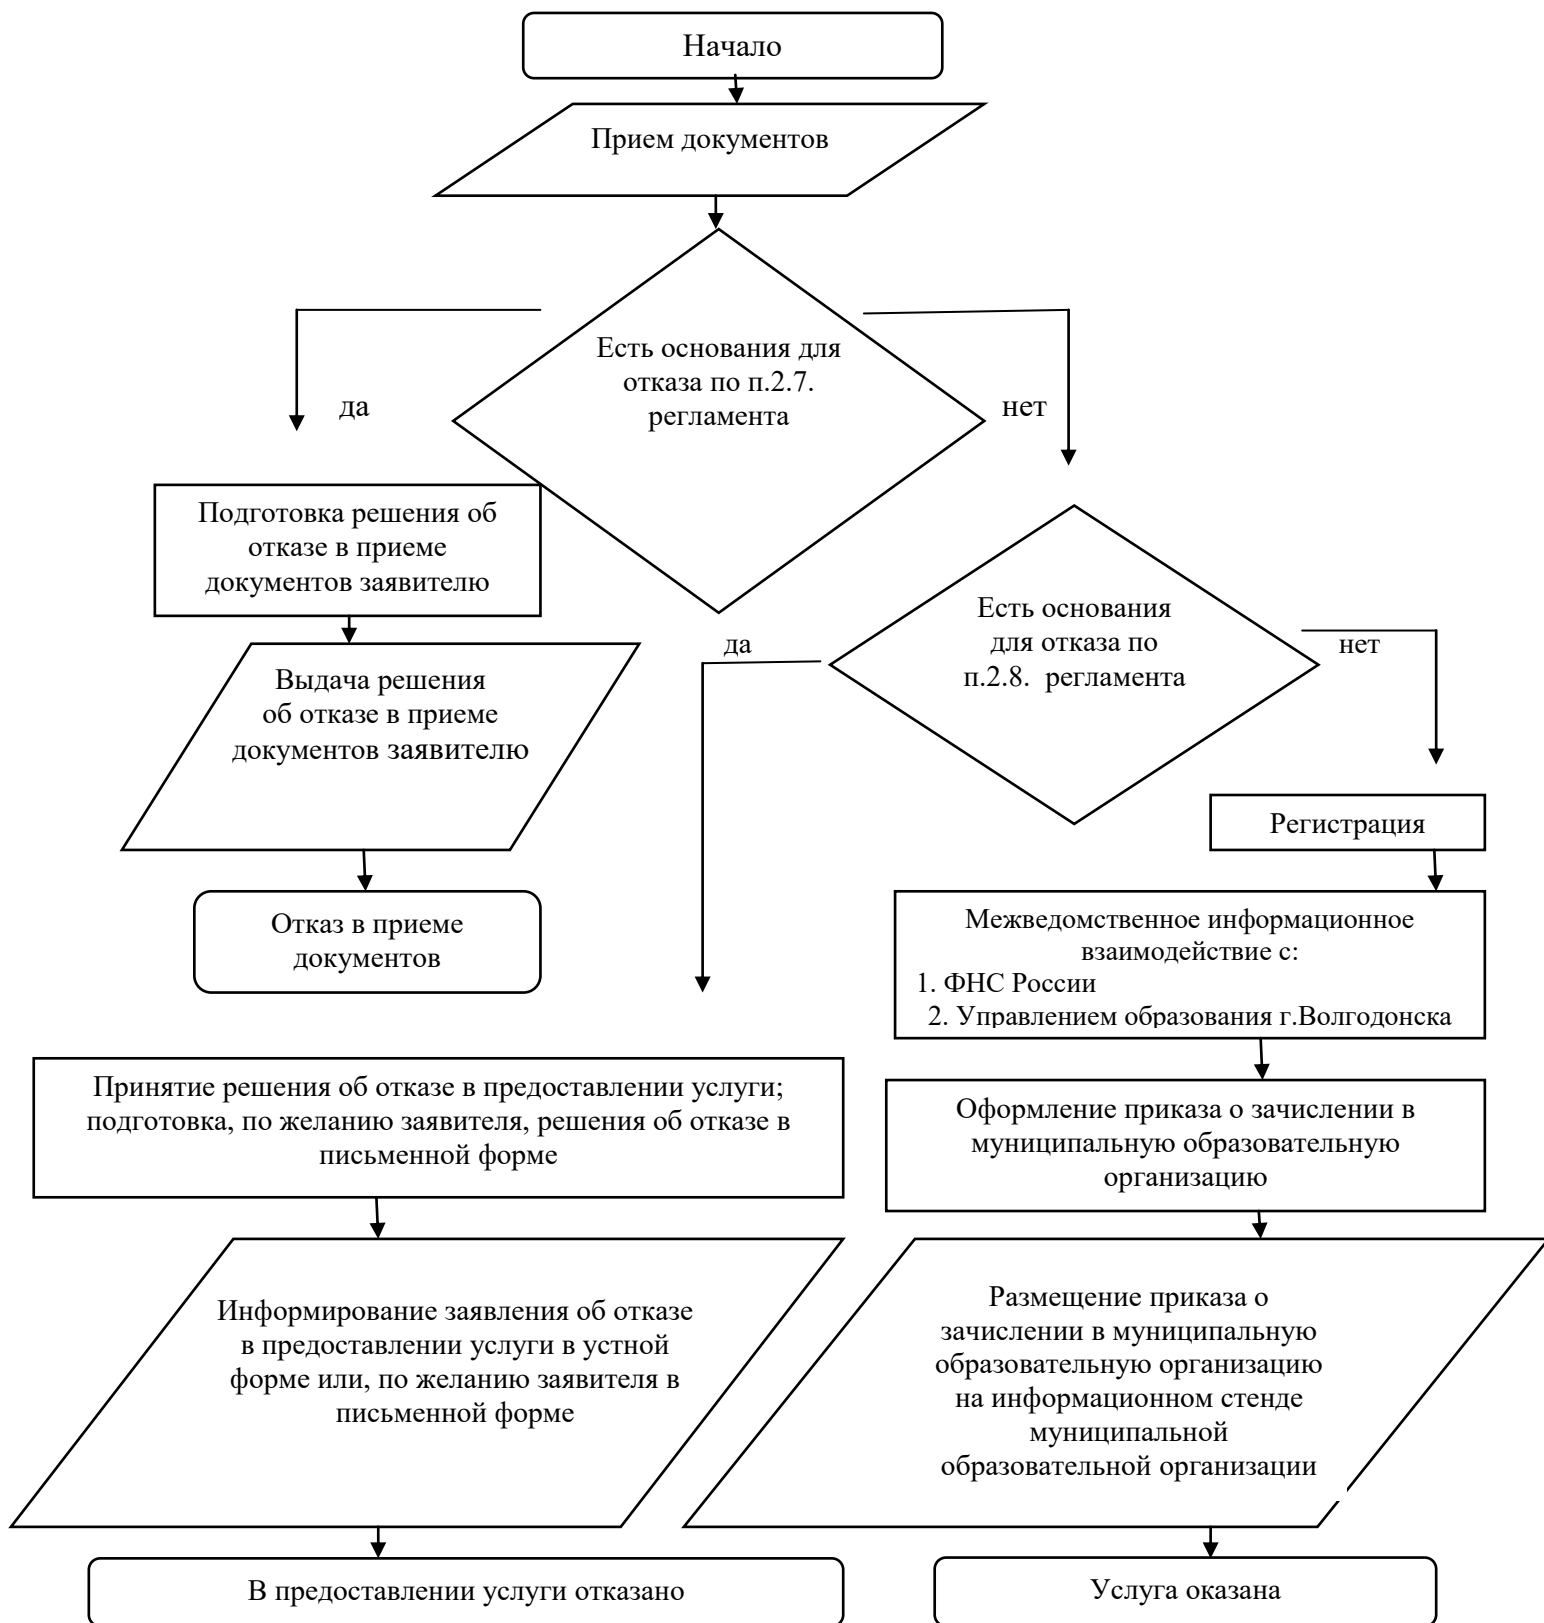 Начало
Прием документов
Есть основания для
отказа по п.2.7.
регламента
да
нет
Подготовка решения об
отказе в приеме
документов заявителю
Есть основания
для отказа по
п.2.8. регламента
да
нет
Выдача решения
об отказе в приеме
документов заявителю
Регистрация
Отказ в приеме
документов
Межведомственное информационное
взаимодействие с:
1. ФНС России
2. Управлением образования г.Волгодонска
Принятие решения об отказе в предоставлении услуги;
подготовка, по желанию заявителя, решения об отказе в
письменной форме
Оформление приказа о зачислении в
муниципальную образовательную
организацию
Информирование заявления об отказе
в предоставлении услуги в устной
форме или, по желанию заявителя в
письменной форме
Размещение приказа о
зачислении в муниципальную
образовательную организацию
на информационном стенде
муниципальной
образовательной организации
В предоставлении услуги отказано
Услуга оказана